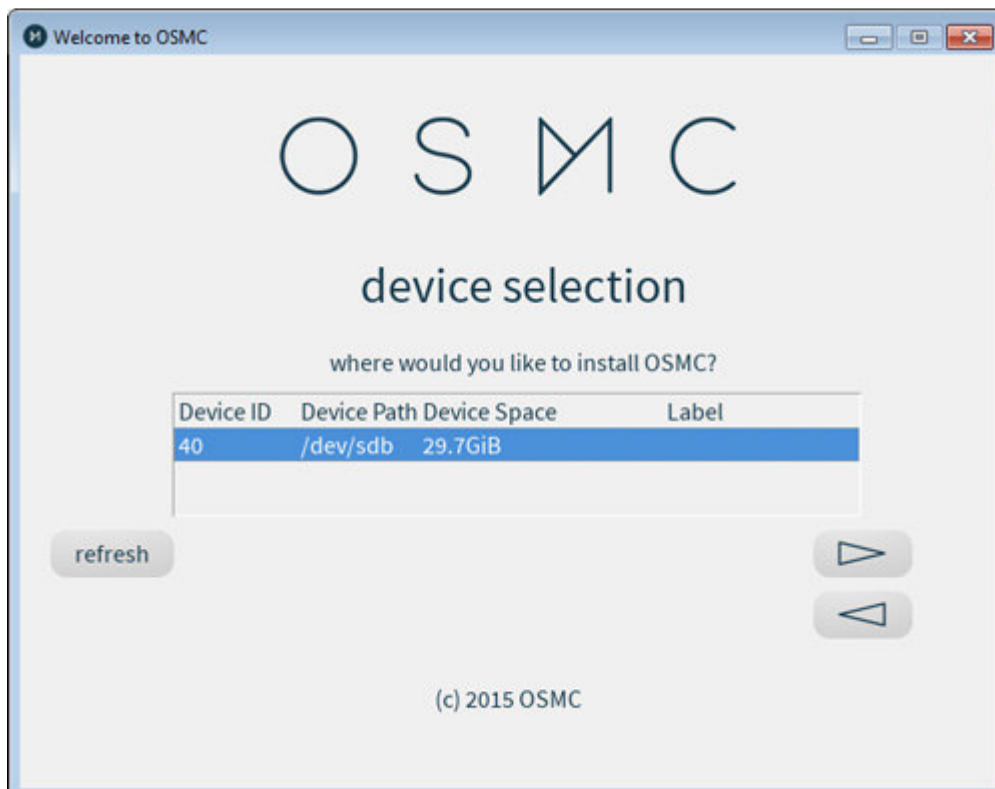 Welcome to OSMC
OSMC
device selection
where would you like to install OSMC?
Device ID Device Path Device Space Label
40 /dev/sdb 29.7GiB
refresh
(c) 2015 OSMC